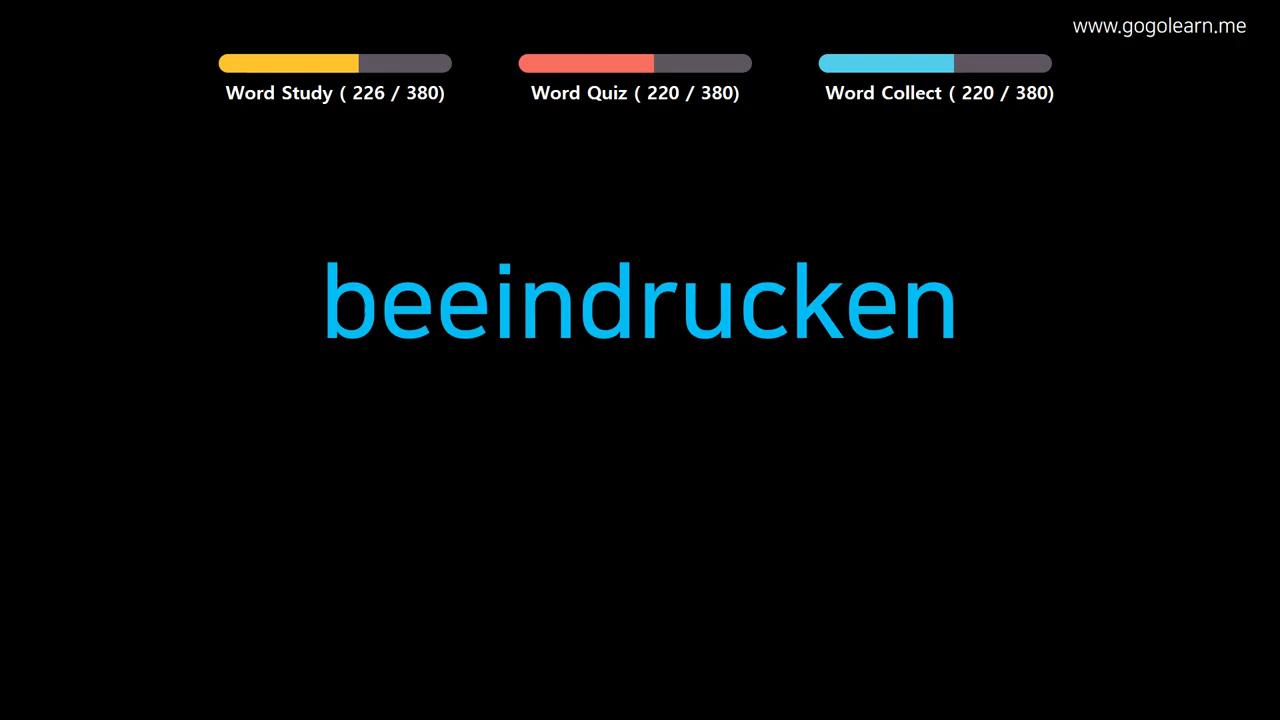 www.gogolearn.me
Word Study ( 226 / 380)
Word Quiz ( 220 / 380)
Word Collect ( 220 / 380)
beeindrucken